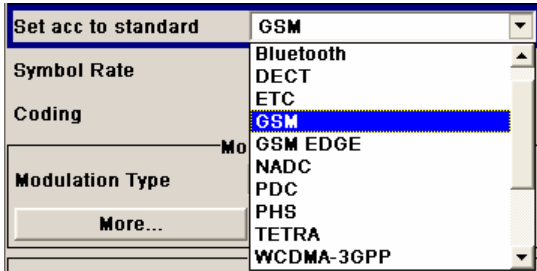 Set acc to standard
GSM
Symbol Rate
Coding
Mo
Modulation Type
More...
Bluetooth
DECT
ETC
GSM
GSM EDGE
NADC
PDC
PHS
TETRA
WCDMA-3GPP